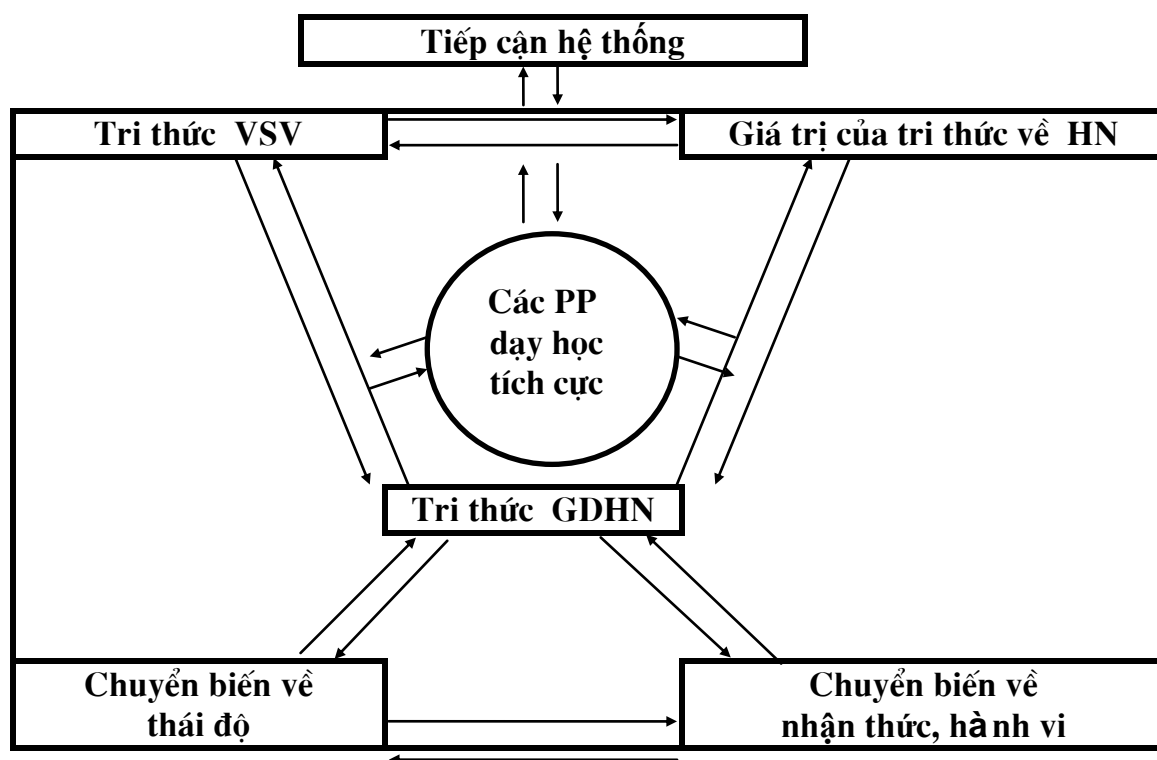 Tiếp cận hệ thống
Tri thức VSV
Giá trị của tri thức về HN
Các PP
dạy học
tích cực
Tri thức GDHN
Chuyển biến về
thái độ
Chuyển biến về
nhận thức, hành vi